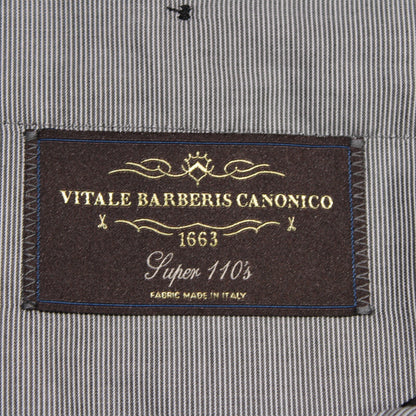 VITALE BARBERIS CANONICO
1663
Super 110's
FABRIC MADE IN ITALY